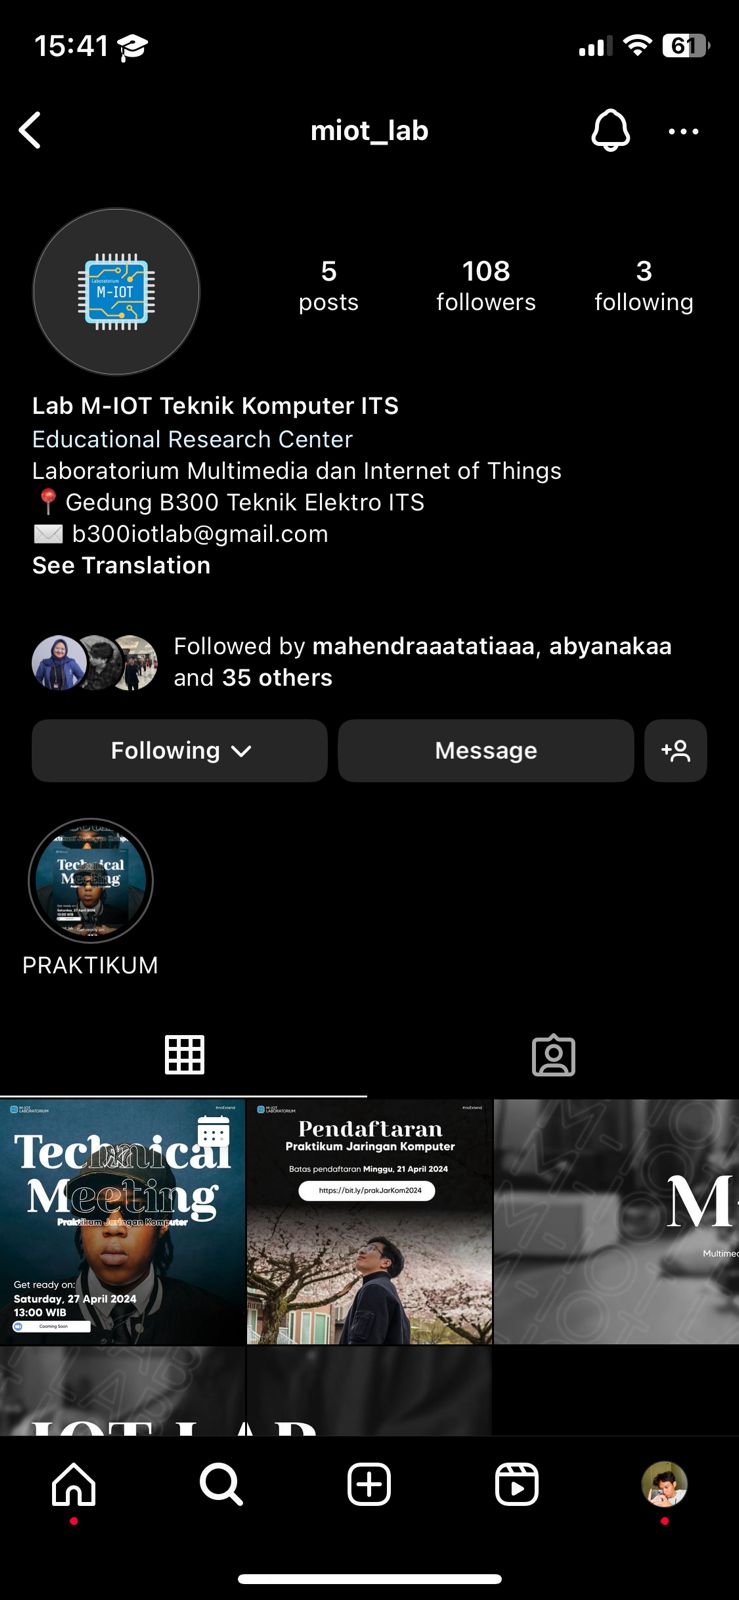 15:41
61
miot_lab
Laboratorium
M-IOT
5
posts
108
followers
3
following
Lab M-IOT Teknik Komputer ITS
Educational Research Center
Laboratorium Multimedia dan Internet of Things
📍 Gedung B300 Teknik Elektro ITS
✉️ b300iotlab@gmail.com
See Translation
Followed by mahendraaatatiaaa, abyanakaa
and 35 others
Following
Message
Technical
Meeting
PRAKTIKUM
M-IOT
LABORATORIUM
#noExtend
Technical
Meeting
Praktikum Jaringan Komputer
Get ready on:
Saturday, 27 April 2024
13:00 WIB
Cooming Soon
M-IOT
LABORATORIUM
#noExtend
Pendaftaran
Praktikum Jaringan Komputer
Batas pendaftaran Minggu, 21 April 2024
https://bit.ly/prakJarKom2024
M-
Multimed
IOT LAB